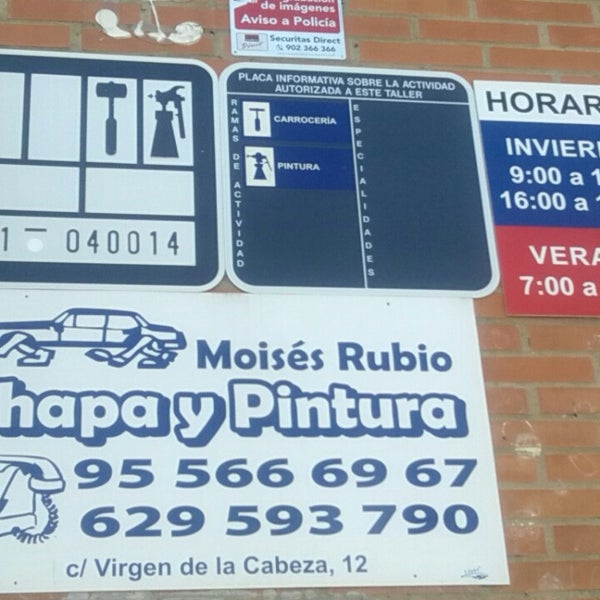 de imágenes
Aviso a Policía
Securitas Direct
902 366 366
PLACA INFORMATIVA SOBRE LA ACTIVIDAD
AUTORIZADA A ESTE TALLER
RAMAS DE ACTIVIDAD
CARROCERÍA
PINTURA
ESPECIALIDADES
1 — 040014
HORAR
INVIER
9:00 a 1
16:00 a 1
VERA
7:00 a
Moisés Rubio
hapa y Pintura
95 566 69 67
629 593 790
c/ Virgen de la Cabeza, 12